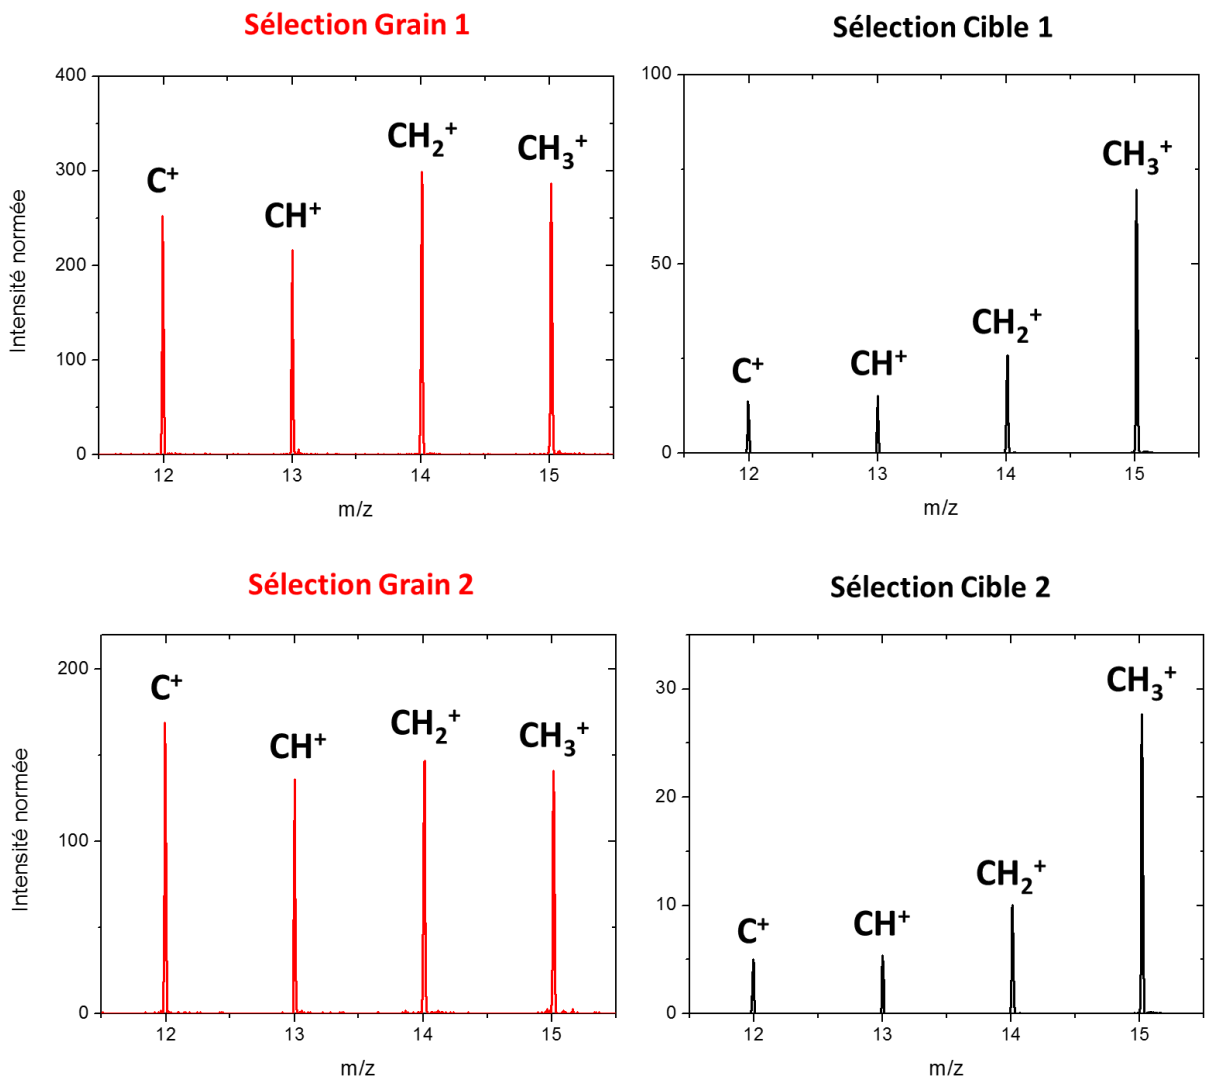 Sélection Grain 1
Intensité normée
400
300
200
100
0
C⁺
CH⁺
CH₂⁺
CH₃⁺
12 13 14 15
m/z
Sélection Cible 1
100
50
0
C⁺
CH⁺
CH₂⁺
CH₃⁺
12 13 14 15
m/z
Sélection Grain 2
Intensité normée
200
100
0
C⁺
CH⁺
CH₂⁺
CH₃⁺
12 13 14 15
m/z
Sélection Cible 2
30
20
10
0
C⁺
CH⁺
CH₂⁺
CH₃⁺
12 13 14 15
m/z